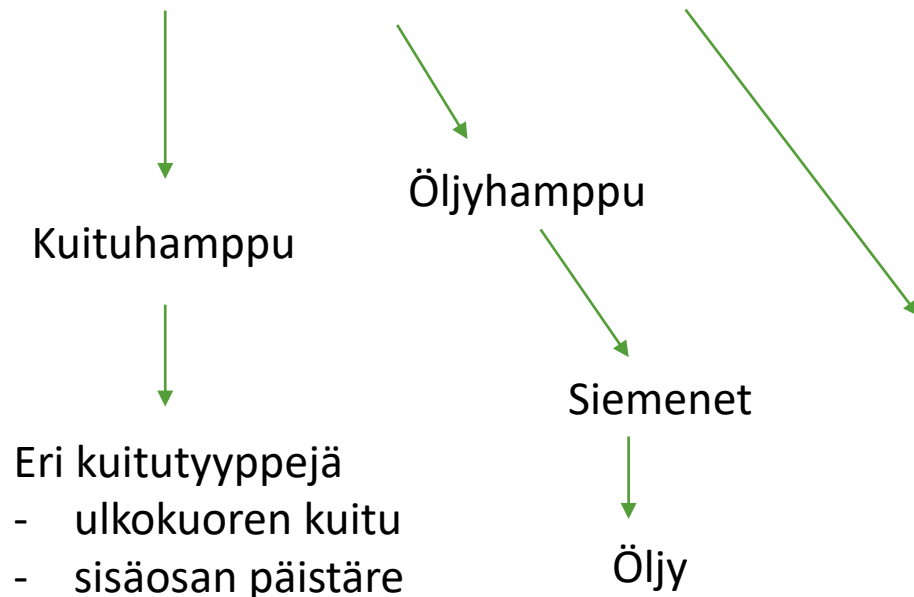 Öljyhamppu
Kuituhamppu
Siemenet
Eri kuitutyyppejä
- ulkokuoren kuitu
- sisäosan päistäre
Öljy